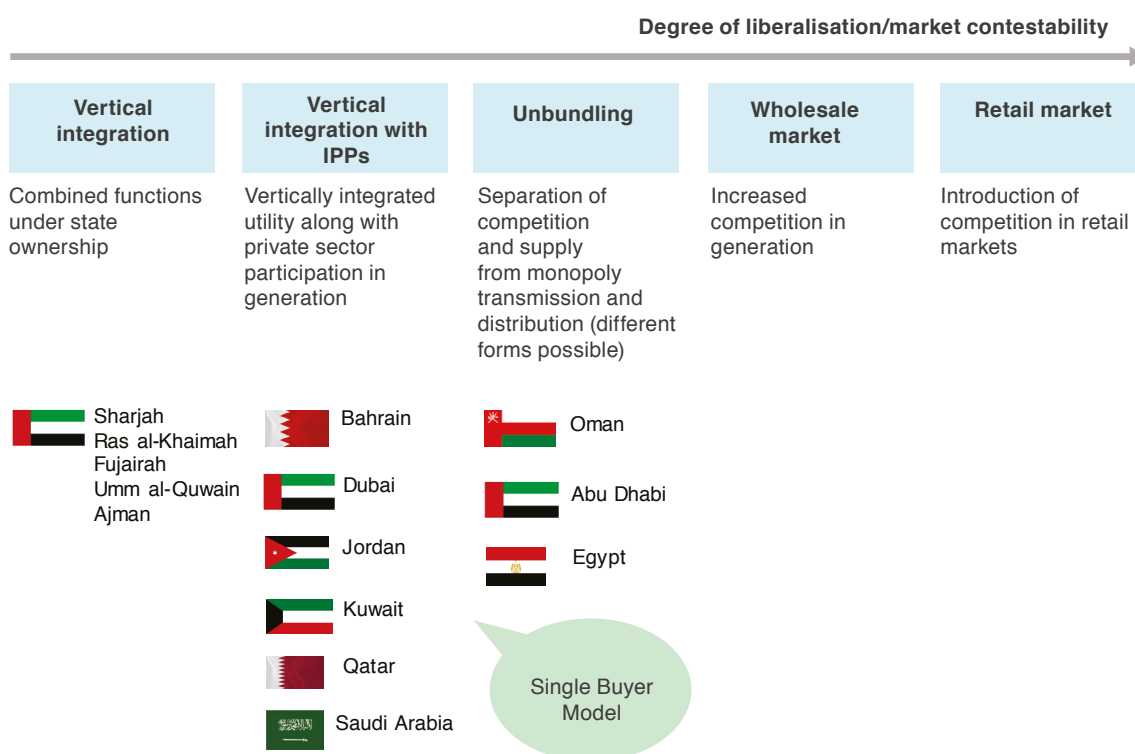 Degree of liberalisation/market contestability
Vertical
integration
Vertical
integration with
IPPs
Unbundling
Wholesale
market
Retail market
Combined functions
under state
ownership
Vertically integrated
utility along with
private sector
participation in
generation
Separation of
competition
and supply
from monopoly
transmission and
distribution (different
forms possible)
Increased
competition in
generation
Introduction of
competition in retail
markets
Sharjah
Ras al-Khaimah
Fujairah
Umm al-Quwain
Ajman
Bahrain
Dubai
Jordan
Kuwait
Qatar
Saudi Arabia
Oman
Abu Dhabi
Egypt
Single Buyer
Model